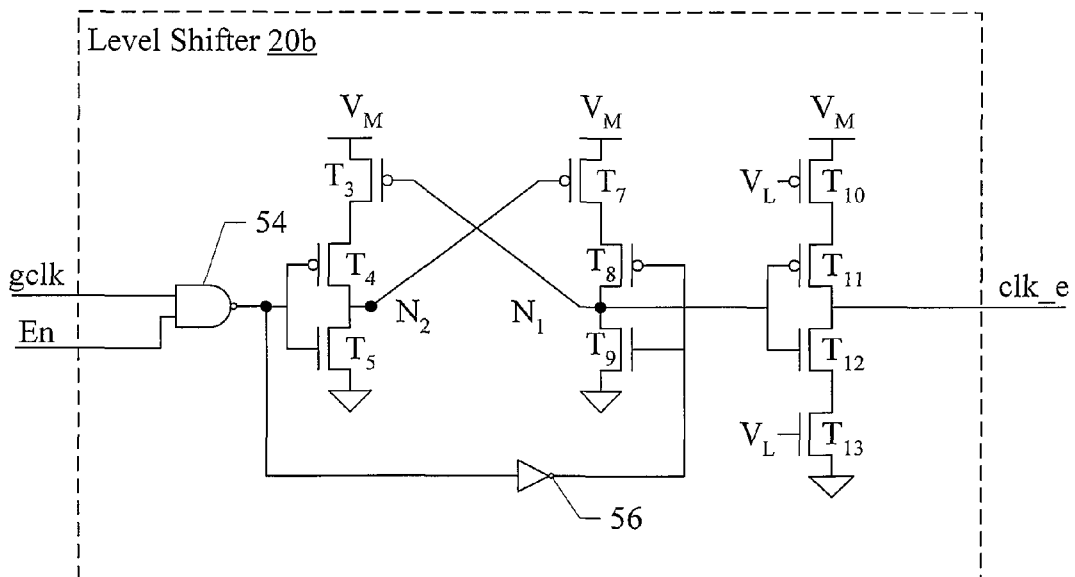 Level Shifter 20b
V_M
V_M
V_M
T_3
T_7
V_L
T_10
54
T_4
T_8
T_11
gclk
clk_e
N_2
N_1
En
T_5
T_9
T_12
V_L
T_13
56